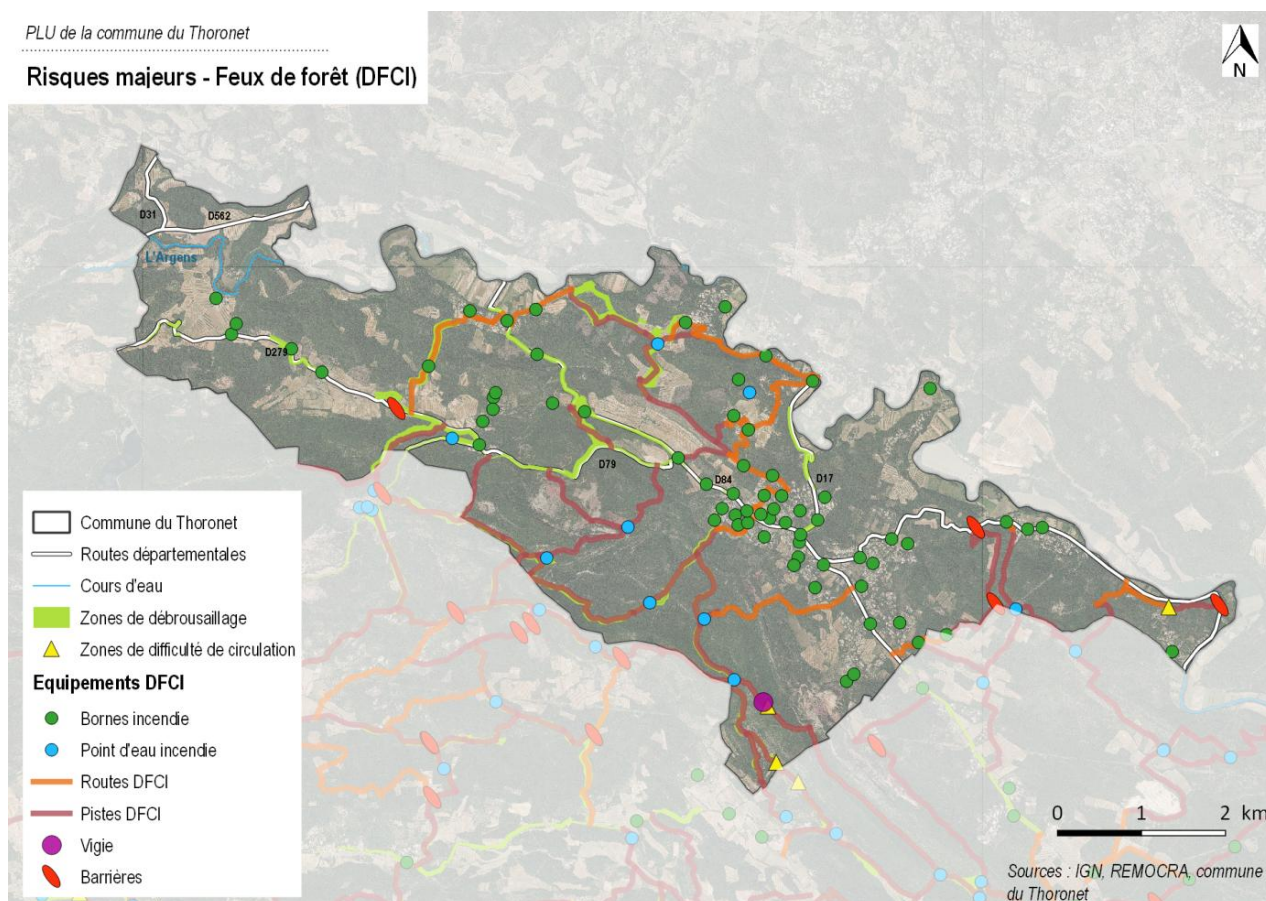 PLU de la commune du Thoronet
Risques majeurs - Feux de forêt (DFCI)
N
D31
D562
L'Argens
D279
D79
D84
D17
Commune du Thoronet
Routes départementales
Cours d'eau
Zones de débrousaillage
Zones de difficulté de circulation
Equipements DFCI
Bornes incendie
Point d'eau incendie
Routes DFCI
Pistes DFCI
Vigie
Barrières
0 1 2 km
Sources : IGN, REMOCRA, commune
du Thoronet